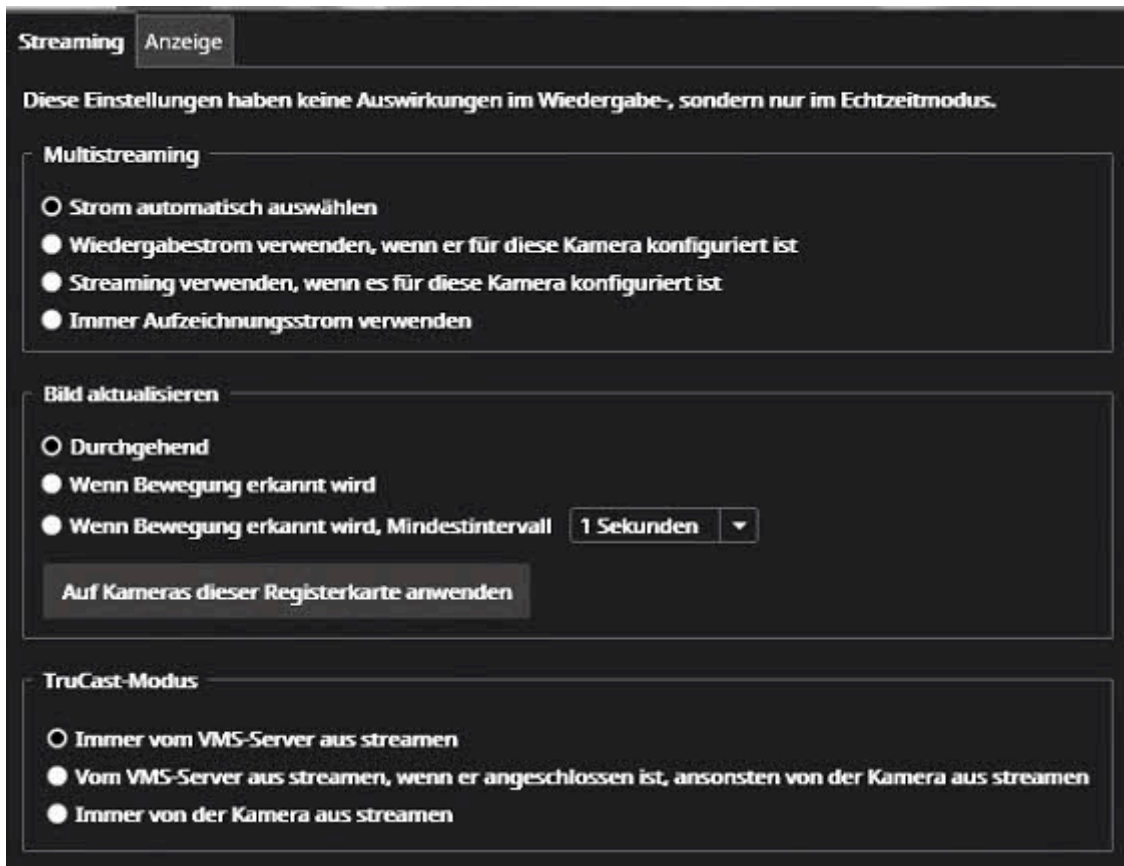 Streaming Anzeige
Diese Einstellungen haben keine Auswirkungen im Wiedergabe-, sondern nur im Echtzeitmodus.
Multistreaming
Strom automatisch auswählen
Wiedergabestrom verwenden, wenn er für diese Kamera konfiguriert ist
Streaming verwenden, wenn es für diese Kamera konfiguriert ist
Immer Aufzeichnungsstrom verwenden
Bild aktualisieren
Durchgehend
Wenn Bewegung erkannt wird
Wenn Bewegung erkannt wird, Mindestintervall 1 Sekunden
Auf Kameras dieser Registerkarte anwenden
TruCast-Modus
Immer vom VMS-Server aus streamen
Vom VMS-Server aus streamen, wenn er angeschlossen ist, ansonsten von der Kamera aus streamen
Immer von der Kamera aus streamen